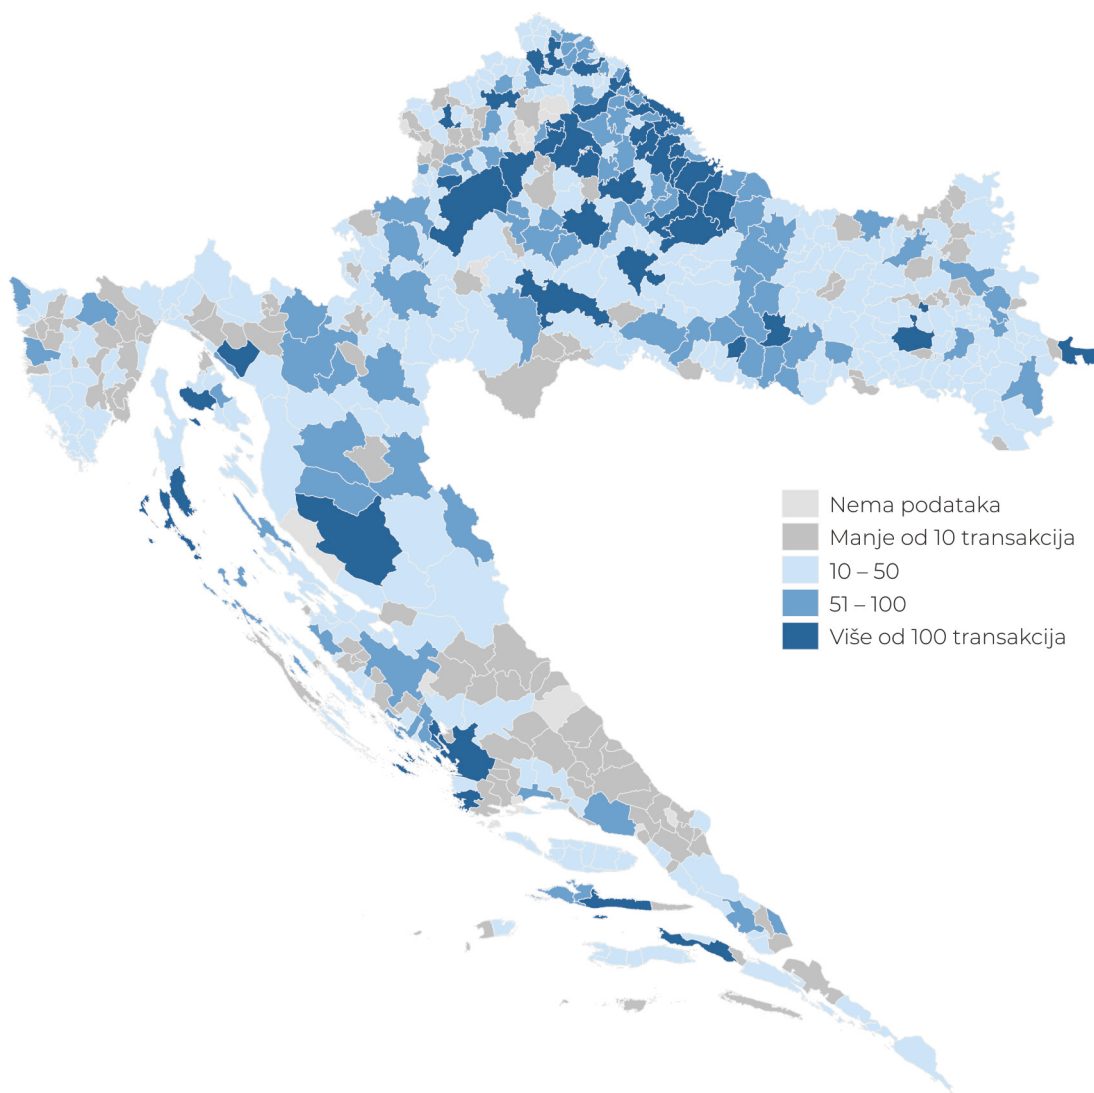 Nema podataka
Manje od 10 transakcija
10 – 50
51 – 100
Više od 100 transakcija